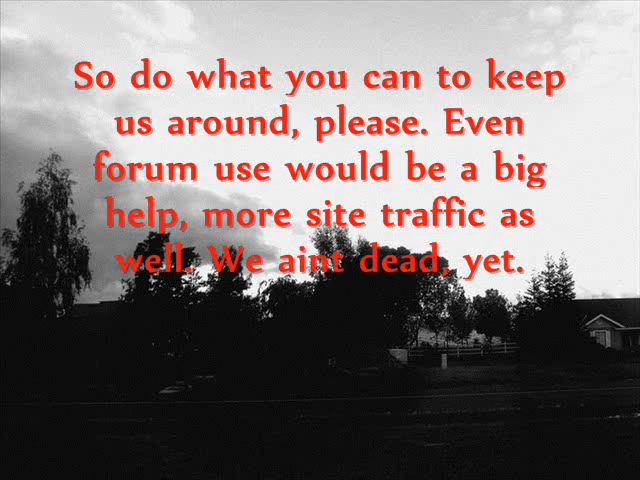 So do what you can to keep
us around, please. Even
forum use would be a big
help, more site traffic as
well. We aint dead, yet.